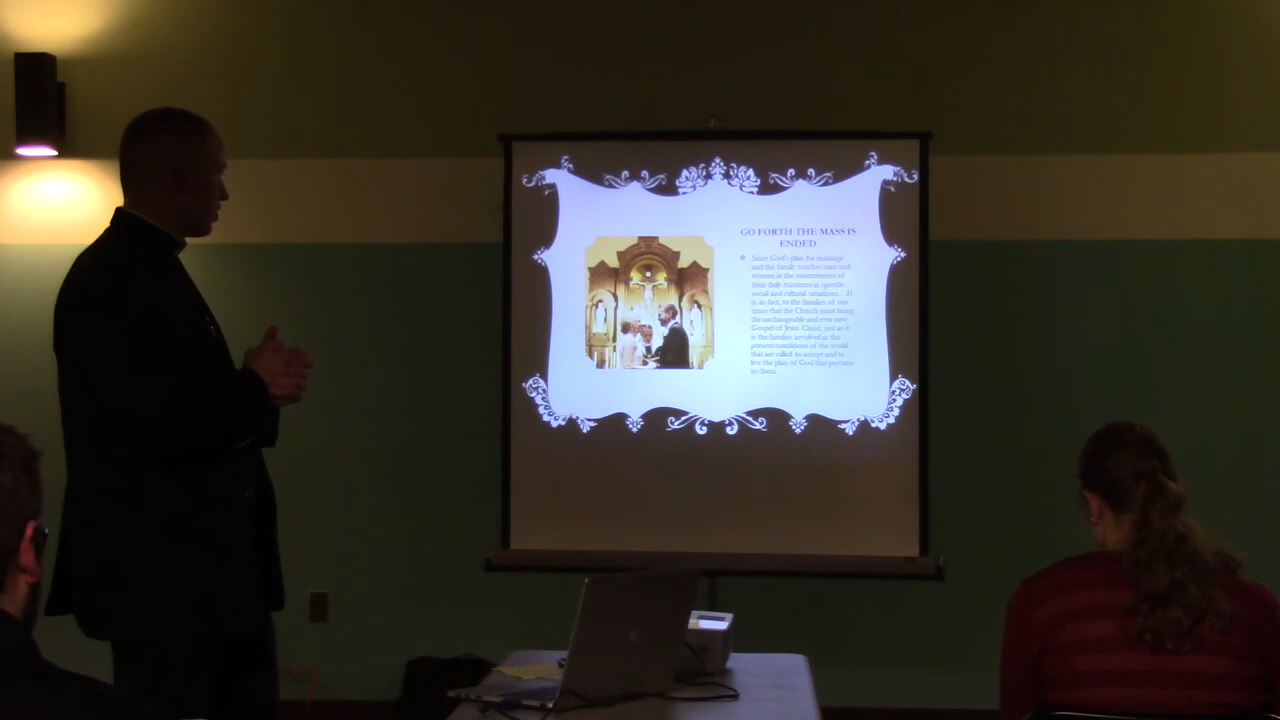 GO FORTH THE MASS IS
ENDED
Since God's plan for marriage
and the family touches men and
women in the concreteness of
their daily existence in specific
social and cultural situations... It
is, in fact, to the families of our
times that the Church must bring
the unchangeable and ever new
Gospel of Jesus Christ, just as it
is the families involved in the
present conditions of the world
that are called to accept and to
live the plan of God that pertains
to them.